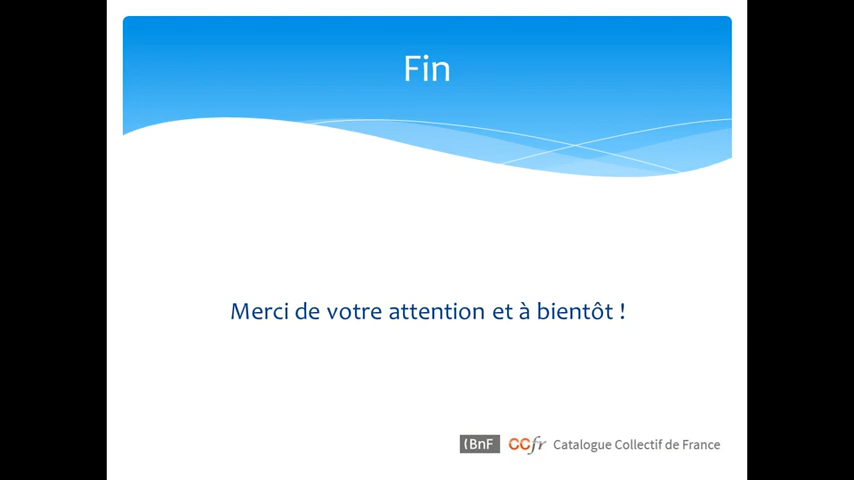 Fin
Merci de votre attention et à bientôt !
(BnF CCfr Catalogue Collectif de France